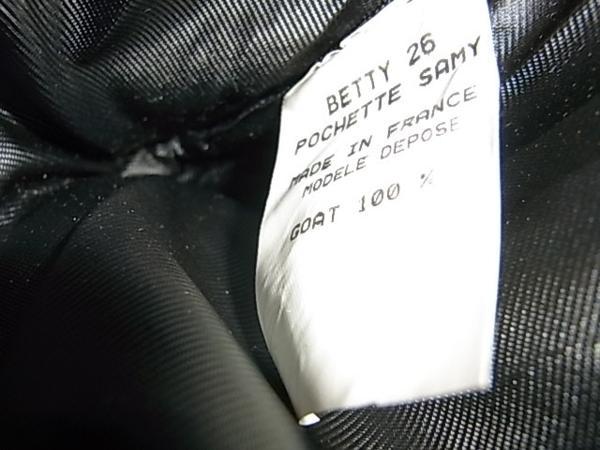 BETTY 26
POCHETTE SAMY
MADE IN FRANCE
MODELE DEPOSE
GOAT 100 %